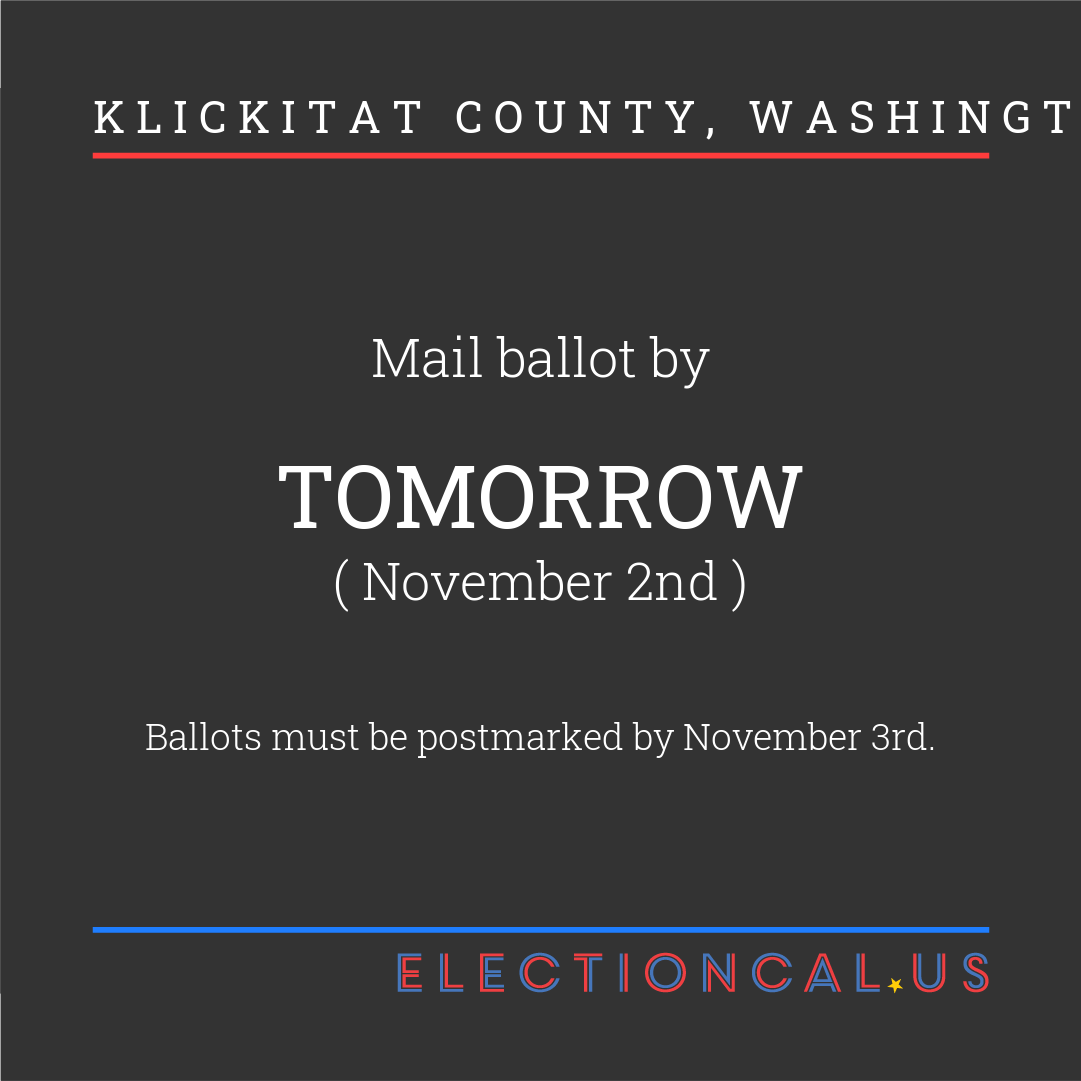 KLICKITAT COUNTY, WASHINGT
Mail ballot by
TOMORROW
( November 2nd )
Ballots must be postmarked by November 3rd.
ELECTIONCAL.US